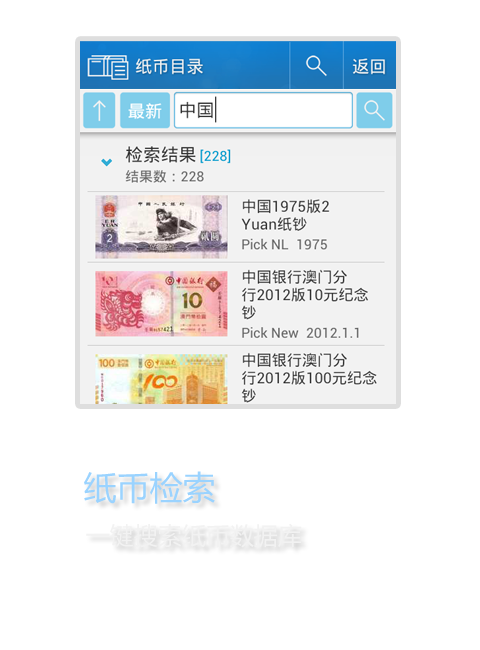 纸币目录
返回
最新
中国
检索结果 [228]
结果数：228
中国1975版2
Yuan纸钞
Pick NL 1975
中国银行澳门分
行2012版10元纪念
钞
Pick New 2012.1.1
中国银行澳门分
行2012版100元纪念
钞
纸币检索
一键搜索纸币数据库